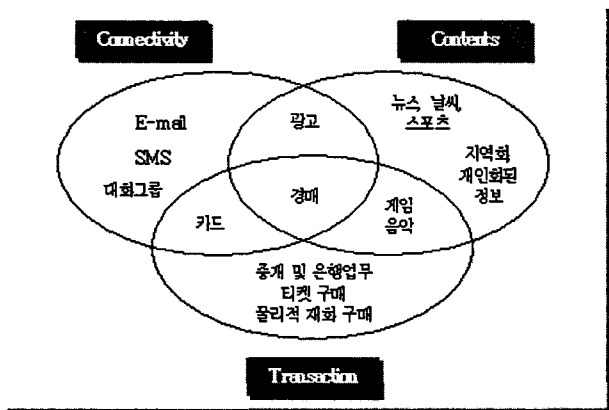 Connectivity
Contents
E-mail
SMS
대화그룹
광고
뉴스, 날씨,
스포츠
지역화,
개인화된
정보
경매
카드
게임
음악
중개 및 은행업무
티켓 구매
물리적 재화 구매
Transaction